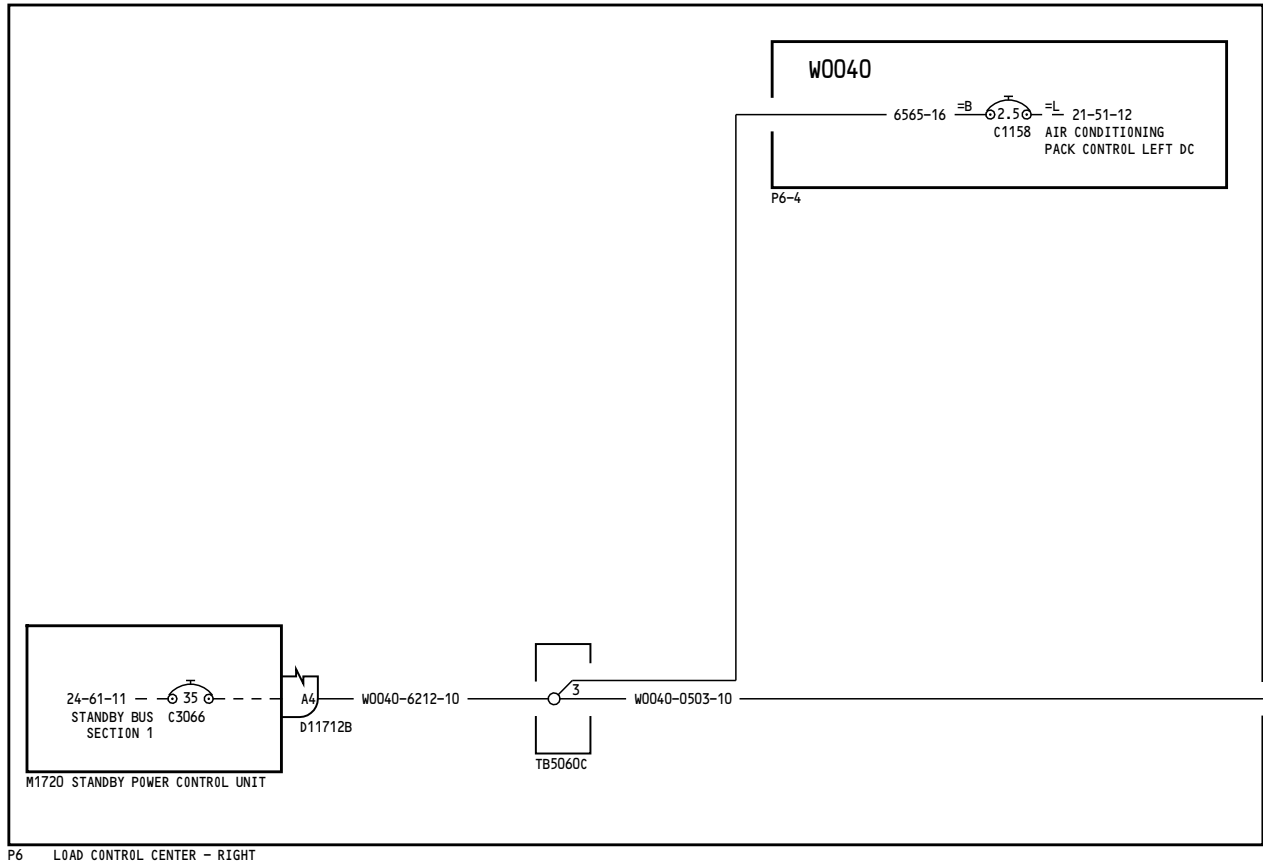 W0040
6565-16 =B 2.5 =L 21-51-12
C1158 AIR CONDITIONING
PACK CONTROL LEFT DC
P6-4
24-61-11 35 A4 W0040-6212-10 3 W0040-0503-10
STANDBY BUS C3066
SECTION 1
D11712B
TB5060C
M1720 STANDBY POWER CONTROL UNIT
P6 LOAD CONTROL CENTER - RIGHT